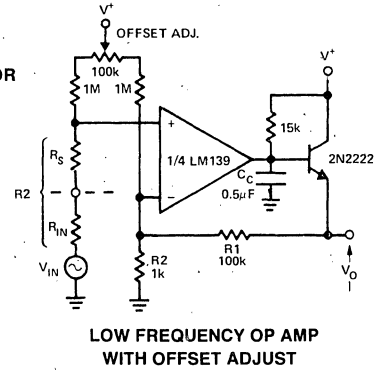 V⁺
OFFSET ADJ.
OR
100k
1M 1M
V⁺
15k
+
1/4 LM139
2N2222
C_C
0.5μF
R_S
R2
R_IN
–
R1
100k
R2
1k
V_IN
V_O
LOW FREQUENCY OP AMP
WITH OFFSET ADJUST